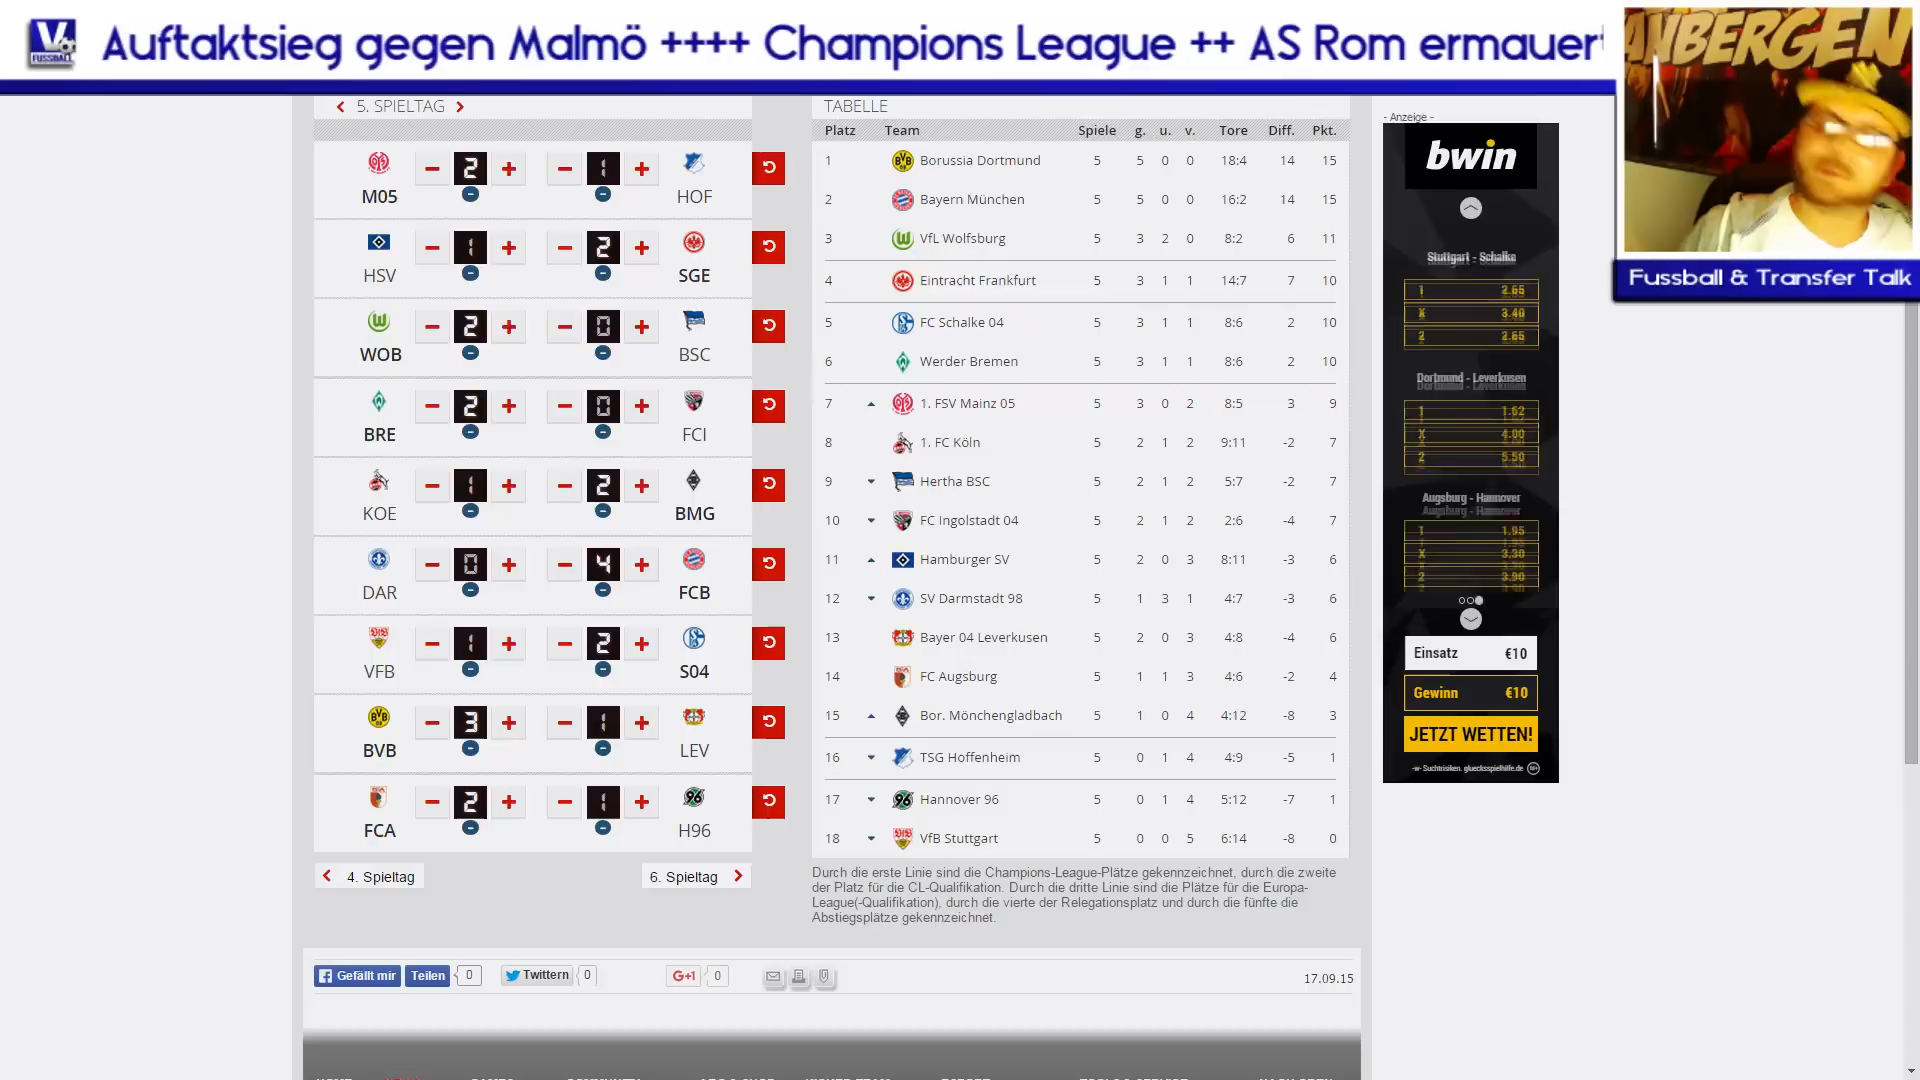 Auftaktsieg gegen Malmö ++++ Champions League ++ AS Rom ermauert
ANBERGEN
Fussball & Transfer Talk
5. SPIELTAG
M05 2 1 HOF
HSV 1 2 SGE
WOB 2 0 BSC
BRE 2 0 FCI
KOE 1 2 BMG
DAR 0 4 FCB
VFB 1 2 S04
BVB 3 1 LEV
FCA 2 1 H96
4. Spieltag
6. Spieltag
TABELLE
Platz Team Spiele g. u. v. Tore Diff. Pkt.
1 Borussia Dortmund 5 5 0 0 18:4 14 15
2 Bayern München 5 5 0 0 16:2 14 15
3 VfL Wolfsburg 5 3 2 0 8:2 6 11
4 Eintracht Frankfurt 5 3 1 1 14:7 7 10
5 FC Schalke 04 5 3 1 1 8:6 2 10
6 Werder Bremen 5 3 1 1 8:6 2 10
7 1. FSV Mainz 05 5 3 0 2 8:5 3 9
8 1. FC Köln 5 2 1 2 9:11 -2 7
9 Hertha BSC 5 2 1 2 5:7 -2 7
10 FC Ingolstadt 04 5 2 1 2 2:6 -4 7
11 Hamburger SV 5 2 0 3 8:11 -3 6
12 SV Darmstadt 98 5 1 3 1 4:7 -3 6
13 Bayer 04 Leverkusen 5 2 0 3 4:8 -4 6
14 FC Augsburg 5 1 1 3 4:6 -2 4
15 Bor. Mönchengladbach 5 1 0 4 4:12 -8 3
16 TSG Hoffenheim 5 0 1 4 4:9 -5 1
17 Hannover 96 5 0 1 4 5:12 -7 1
18 VfB Stuttgart 5 0 0 5 6:14 -8 0
Durch die erste Linie sind die Champions-League-Plätze gekennzeichnet, durch die zweite
der Platz für die CL-Qualifikation. Durch die dritte Linie sind die Plätze für die Europa-
League(-Qualifikation), durch die vierte der Relegationsplatz und durch die fünfte die
Abstiegsplätze gekennzeichnet.
- Anzeige -
bwin
Stuttgart - Schalke
1 2.65
X 3.40
2 2.65
Dortmund - Leverkusen
1 1.62
X 4.00
2 5.50
Augsburg - Hannover
1 1.95
X 3.30
2 3.90
Einsatz €10
Gewinn €10
JETZT WETTEN!
Suchtrisiken. gluecksspielhilfe.de 18+
Gefällt mir Teilen 0 Twittern 0 G+1 0
17.09.15